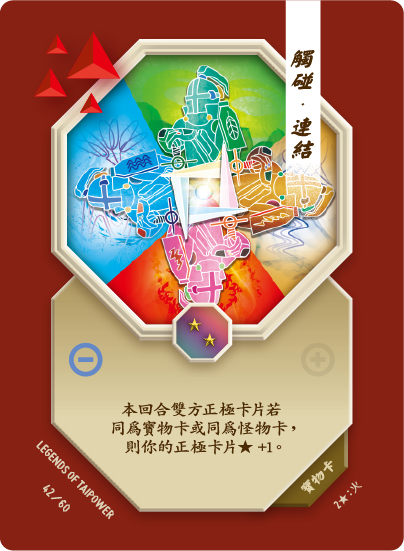 觸碰·連結
本回合雙方正極卡片若
同爲寶物卡或同爲怪物卡，
則你的正極卡片★ +1。
寶物卡
2★:火
LEGENDS OF TAIPOWER
42/60